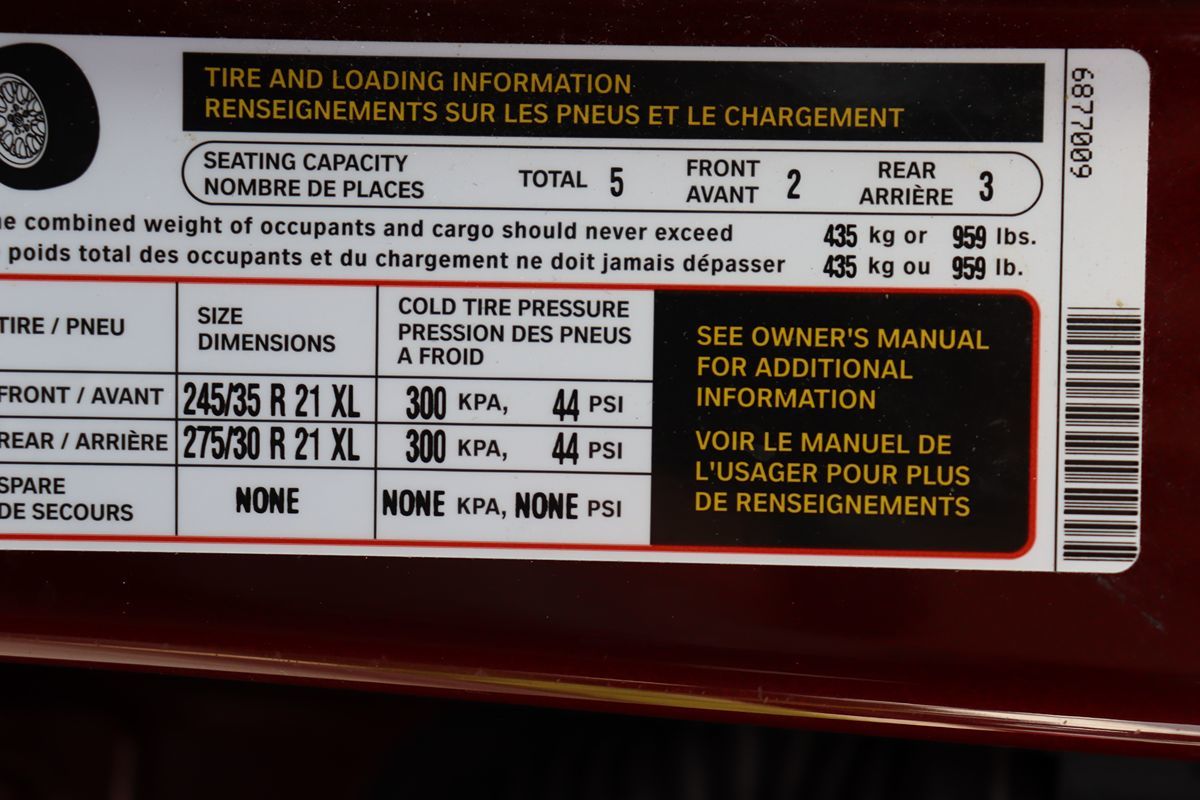 TIRE AND LOADING INFORMATION
RENSEIGNEMENTS SUR LES PNEUS ET LE CHARGEMENT
SEATING CAPACITY
NOMBRE DE PLACES
TOTAL 5
FRONT
AVANT 2
REAR
ARRIÈRE 3
combined weight of occupants and cargo should never exceed 435 kg or 959 lbs.
poids total des occupants et du chargement ne doit jamais dépasser 435 kg ou 959 lb.
TIRE / PNEU
SIZE
DIMENSIONS
COLD TIRE PRESSURE
PRESSION DES PNEUS
A FROID
FRONT / AVANT 245/35 R 21 XL 300 KPA, 44 PSI
REAR / ARRIÈRE 275/30 R 21 XL 300 KPA, 44 PSI
SPARE
DE SECOURS
NONE NONE KPA, NONE PSI
SEE OWNER'S MANUAL
FOR ADDITIONAL
INFORMATION
VOIR LE MANUEL DE
L'USAGER POUR PLUS
DE RENSEIGNEMENTS
6877009